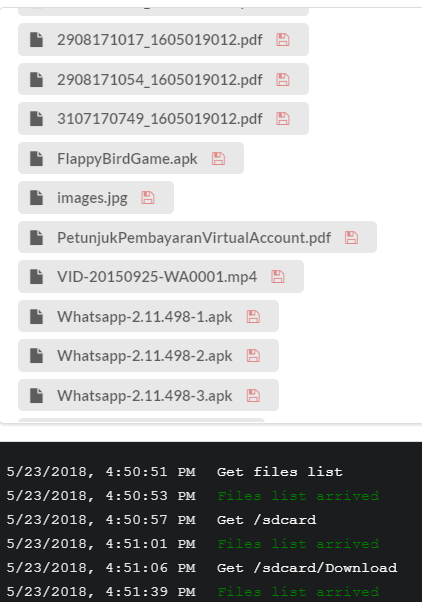 2908171017_1605019012.pdf
2908171054_1605019012.pdf
3107170749_1605019012.pdf
FlappyBirdGame.apk
images.jpg
PetunjukPembayaranVirtualAccount.pdf
VID-20150925-WA0001.mp4
Whatsapp-2.11.498-1.apk
Whatsapp-2.11.498-2.apk
Whatsapp-2.11.498-3.apk
5/23/2018, 4:50:51 PM Get files list
5/23/2018, 4:50:53 PM Files list arrived
5/23/2018, 4:50:57 PM Get /sdcard
5/23/2018, 4:51:01 PM Files list arrived
5/23/2018, 4:51:06 PM Get /sdcard/Download
5/23/2018, 4:51:39 PM Files list arrived